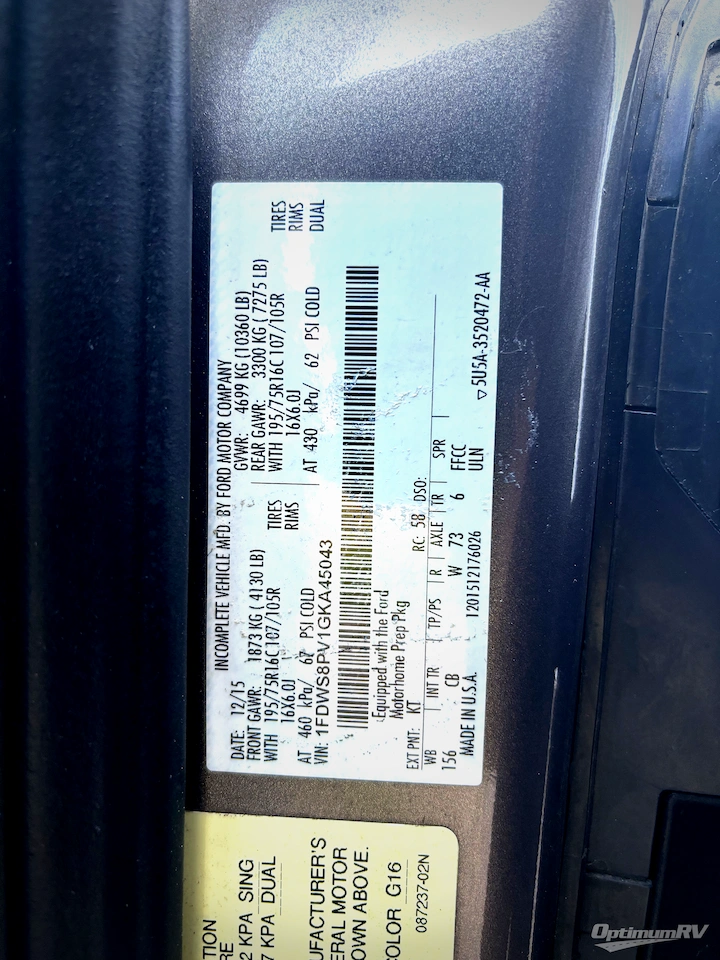 INCOMPLETE VEHICLE MFD. BY FORD MOTOR COMPANY
DATE: 12/15 GVWR: 4699 KG (10360 LB)
FRONT GAWR: 1873 KG ( 4130 LB) REAR GAWR: 3300 KG ( 7275 LB)
WITH 195/75R16C 107/105R TIRES WITH 195/75R16C 107/105R TIRES
16X6.0J RIMS 16X6.0J RIMS
AT 460 kPa/ 67 PSI COLD AT 430 kPa/ 62 PSI COLD DUAL
VIN: 1FDWS8PV1GKA45043
Equipped with the Ford
Motorhome Prep Pkg
EXT PNT: KT RC: 58 DSO:
WB INT TR TP/PS R AXLE TR SPR
156 CB W 73 6 FFCC
MADE IN U.S.A. 1201512176026 ULN
▽5U5A-3520472-AA
TION
RE
2 KPA SING
7 KPA DUAL
UFACTURER'S
ERAL MOTOR
OWN ABOVE.
COLOR G16
087237-02N
OptimumRV